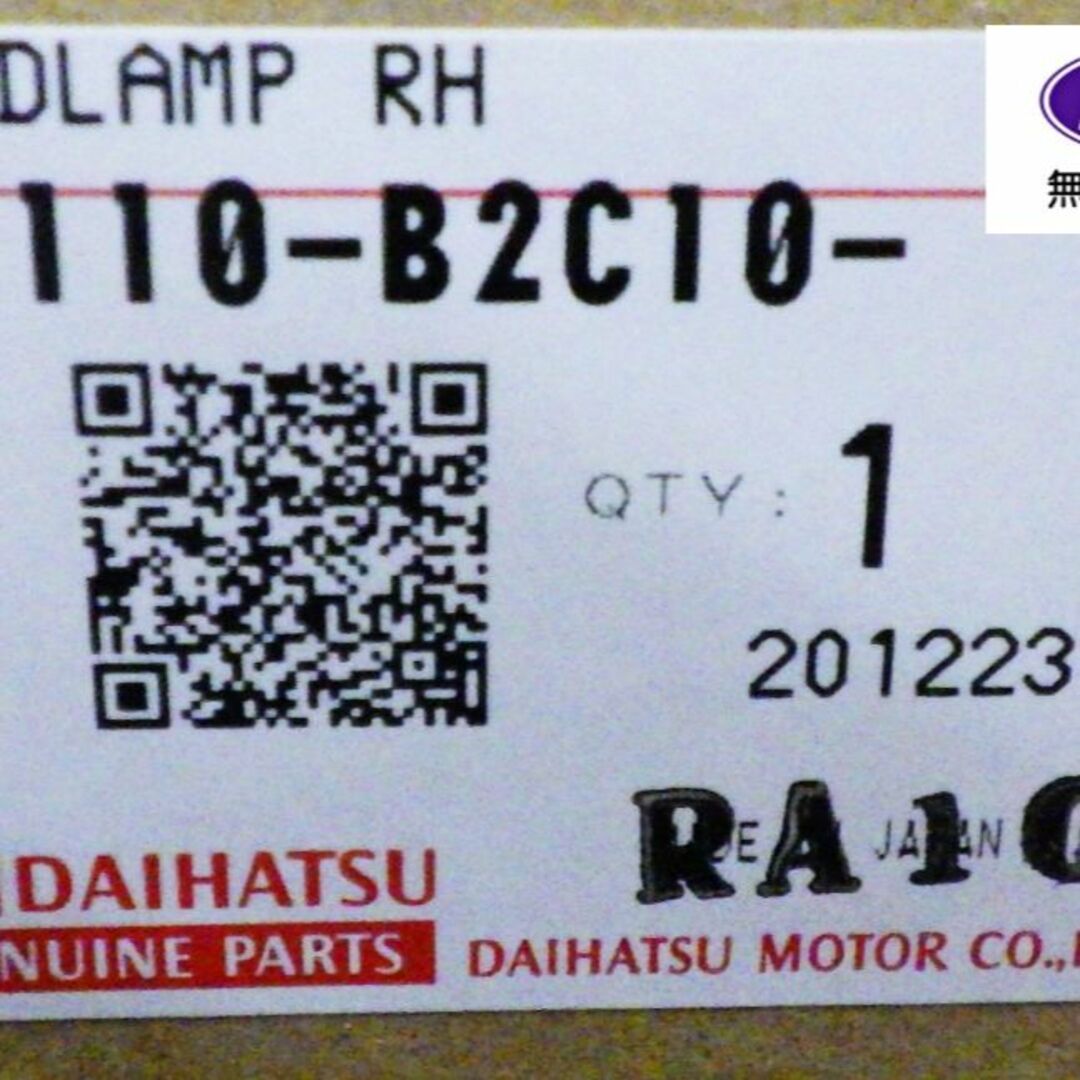 DLAMP RH
無
110-B2C10-
QTY: 1
201223
RA1
JAPAN
DAIHATSU
NUINE PARTS
DAIHATSU MOTOR CO.,